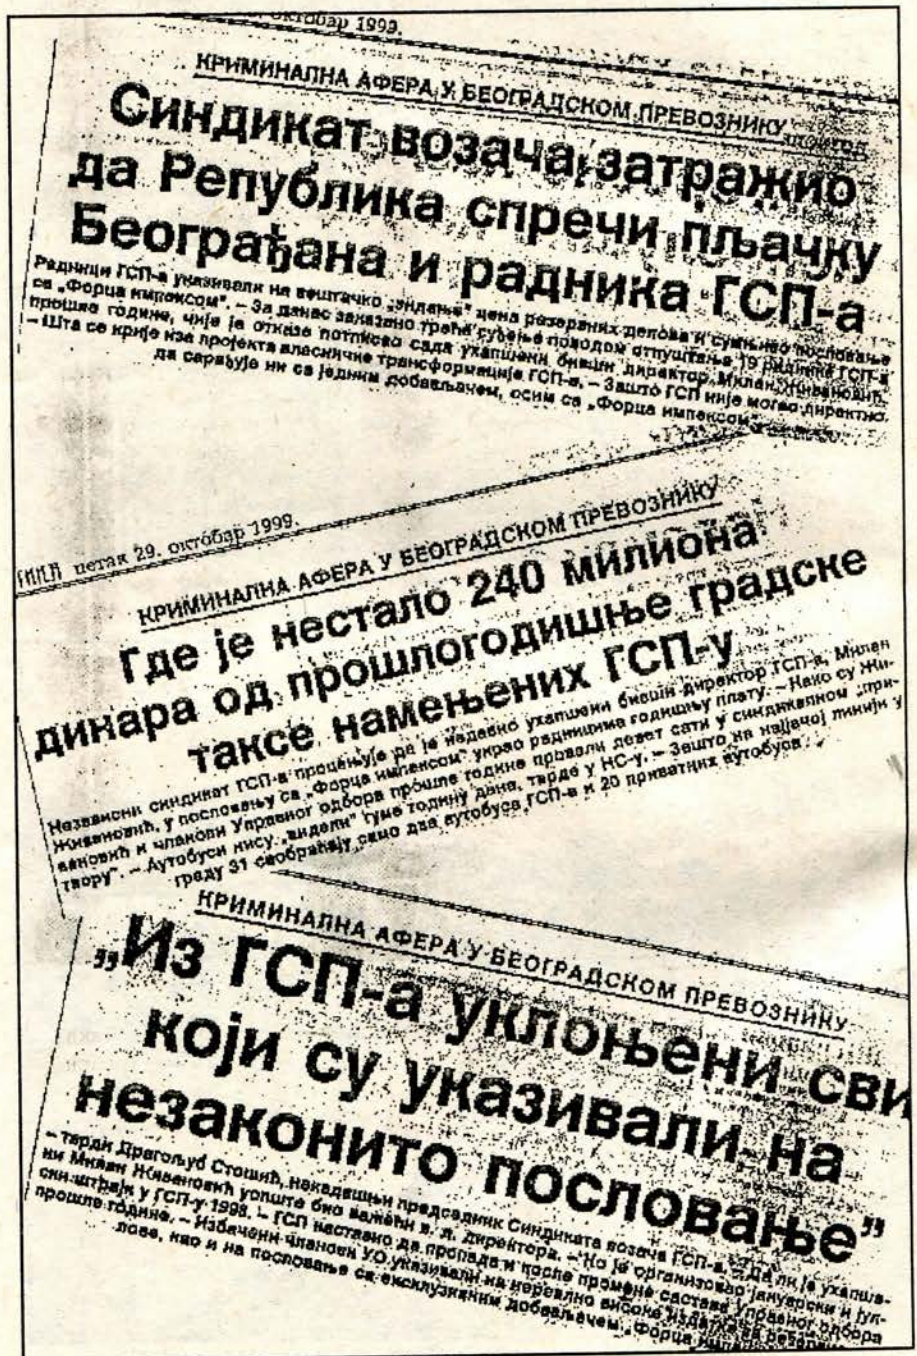 октобар 1999.
КРИМИНАЛНА АФЕРА У БЕОГРАДСКОМ ПРЕВОЗНИКУ
Синдикат возача затражио
да Република спречи пљачку
Београђана и радника ГСП-а
Радници ГСП-а указивали на вештачко „зидање” цена резервних делова и сумњиво пословање
са „Форца импексом”. – За данас заказано треће суђење поводом отпуштања 19 радника ГСП-а
прошле године, чије је отказе потписао сада ухапшени бивши директор Милан Живановић.
– Шта се крије иза пројекта власничке трансформације ГСП-а. – Зашто ГСП није могао директно
да сарађује ни са једним добављачем, осим са „Форца импексом”
петак 29. октобар 1999.
КРИМИНАЛНА АФЕРА У БЕОГРАДСКОМ ПРЕВОЗНИКУ
Где је нестало 240 милиона
динара од прошлогодишње градске
таксе намењених ГСП-у
Независни синдикат ГСП-а процењује да је недавно ухапшени бивши директор ГСП-а, Милан
Живановић, у пословању са „Форца импексом” украо радницима годишњу плату. – Како су Жи-
вановић и чланови Управног одбора прошле године провели девет сати у синдикалном „при-
твору”. – Аутобуси нису „видели” гуме годину дана, тврде у НС-у. – Зашто на најјачој линији у
граду 31 саобраћају само два аутобуса ГСП-а и 20 приватних аутобуса
КРИМИНАЛНА АФЕРА У БЕОГРАДСКОМ ПРЕВОЗНИКУ
„Из ГСП-а уклоњени сви
који су указивали на
незаконито пословање”
– тврди Драгољуб Стошић, некадашњи председник Синдиката возача ГСП-а. – Да ли је ухапше-
ни Милан Живановић уопште био важећи в. д. директора. – Ко је организовао јануарски и јул-
ски штрајк у ГСП-у 1998. – ГСП наставио да пропада и после промене састава Управног одбора
прошле године. – Избачени чланови УО указивали на нереално високе издатке за резервне
лове, као и на пословање са ексклузивним добављачем „Форца